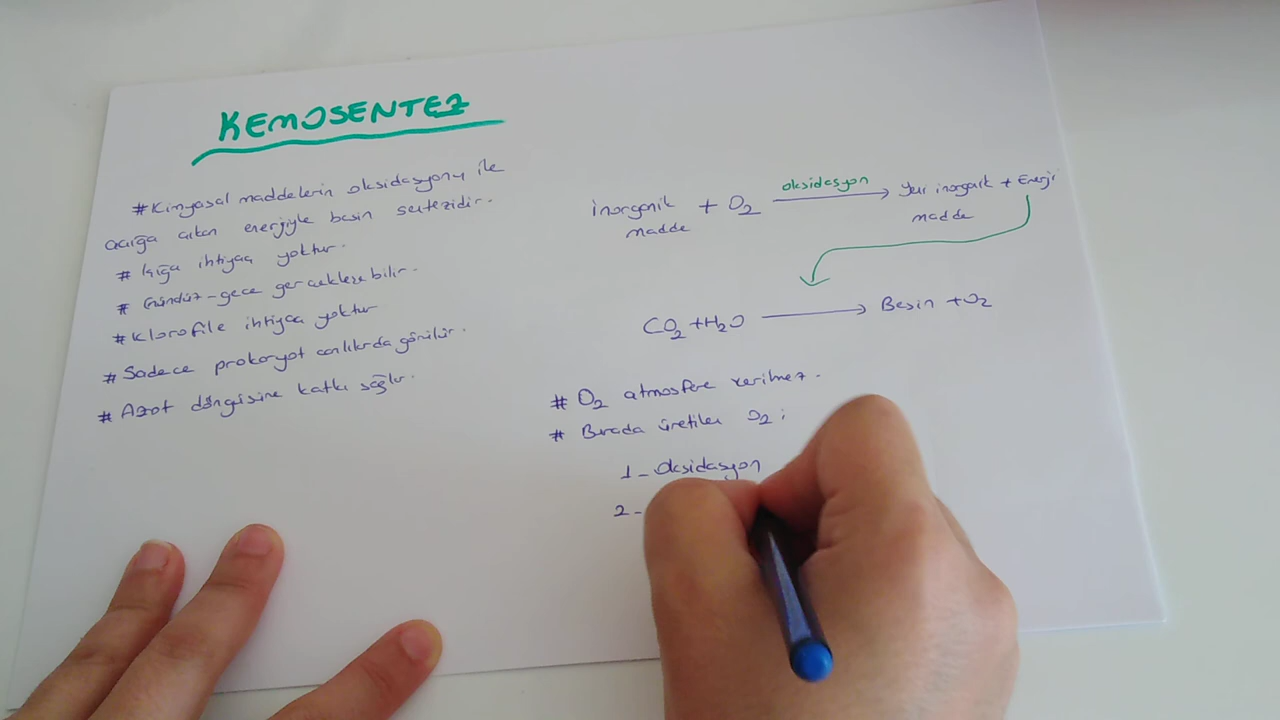 KEMOSENTEZ
# Kimyasal maddelerin oksidasyonu ile
açığa çıkan enerjiyle besin sentezidir.
# Işığa ihtiyaç yoktur.
# Gündüz-gece gerçekleşebilir.
# Klorofile ihtiyaç yoktur
# Sadece prokaryot canlılarda görülür.
# Azot döngüsüne katkı sağlar.
inorganik madde + O2 oksidasyon → Yeni inorganik madde + Enerji
CO2 + H2O → Besin + O2
# O2 atmosfere verilmez.
# Burada üretilen O2 ;
1 - Oksidasyon
2 -